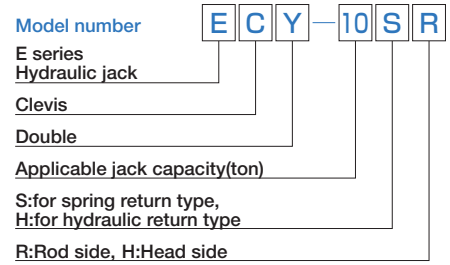 Model number E C Y — 10 S R
E series
Hydraulic jack
Clevis
Double
Applicable jack capacity(ton)
S:for spring return type,
H:for hydraulic return type
R:Rod side, H:Head side